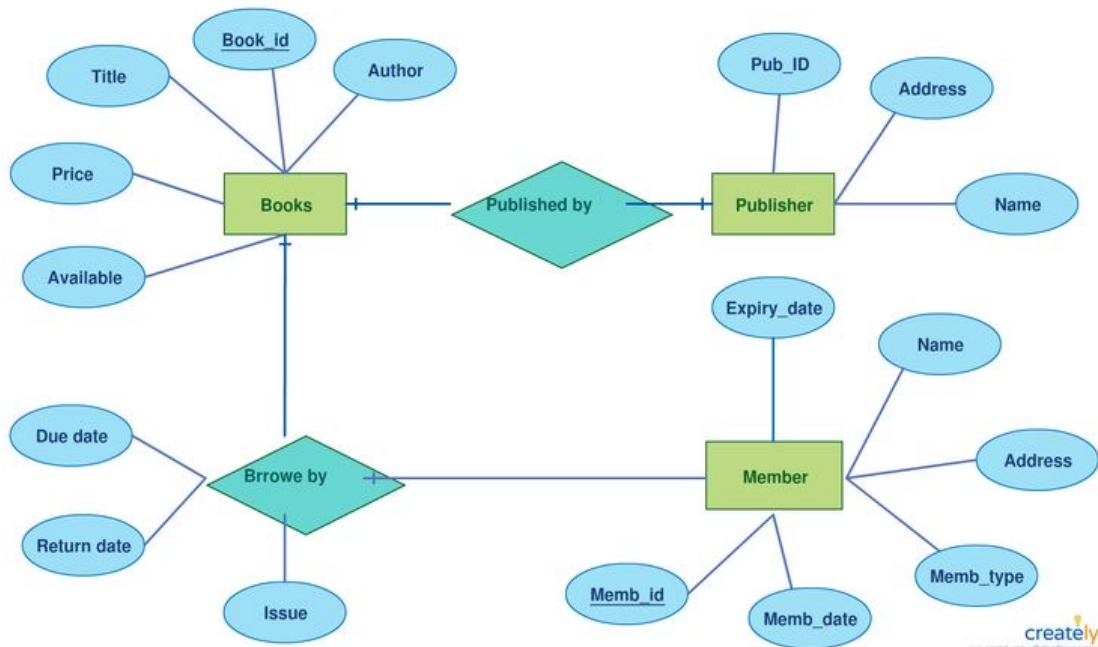 Book_id
Title
Author
Price
Books
Available
Published by
Pub_ID
Address
Publisher
Name
Expiry_date
Name
Due date
Brrowe by
Member
Address
Return date
Issue
Memb_id
Memb_date
Memb_type
creately